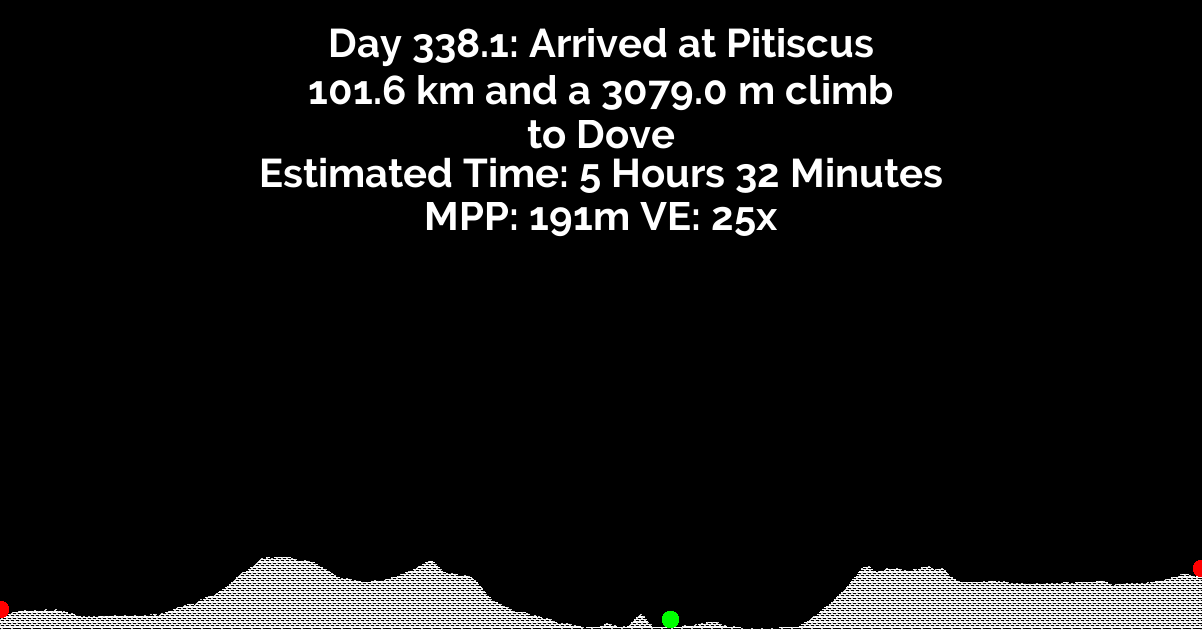 Day 338.1: Arrived at Pitiscus
101.6 km and a 3079.0 m climb
to Dove
Estimated Time: 5 Hours 32 Minutes
MPP: 191m VE: 25x